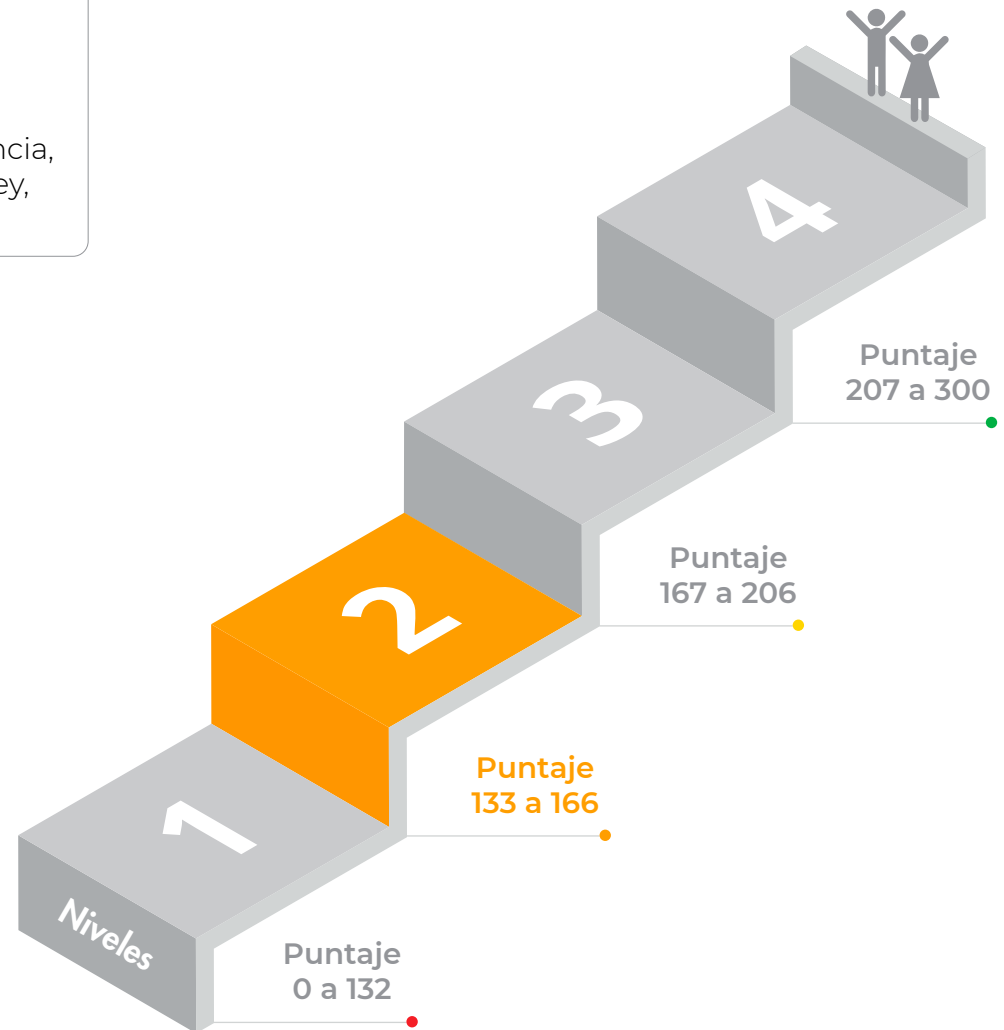 ncia,
ey,
4
Puntaje
207 a 300
3
Puntaje
167 a 206
2
Puntaje
133 a 166
1
Niveles
Puntaje
0 a 132